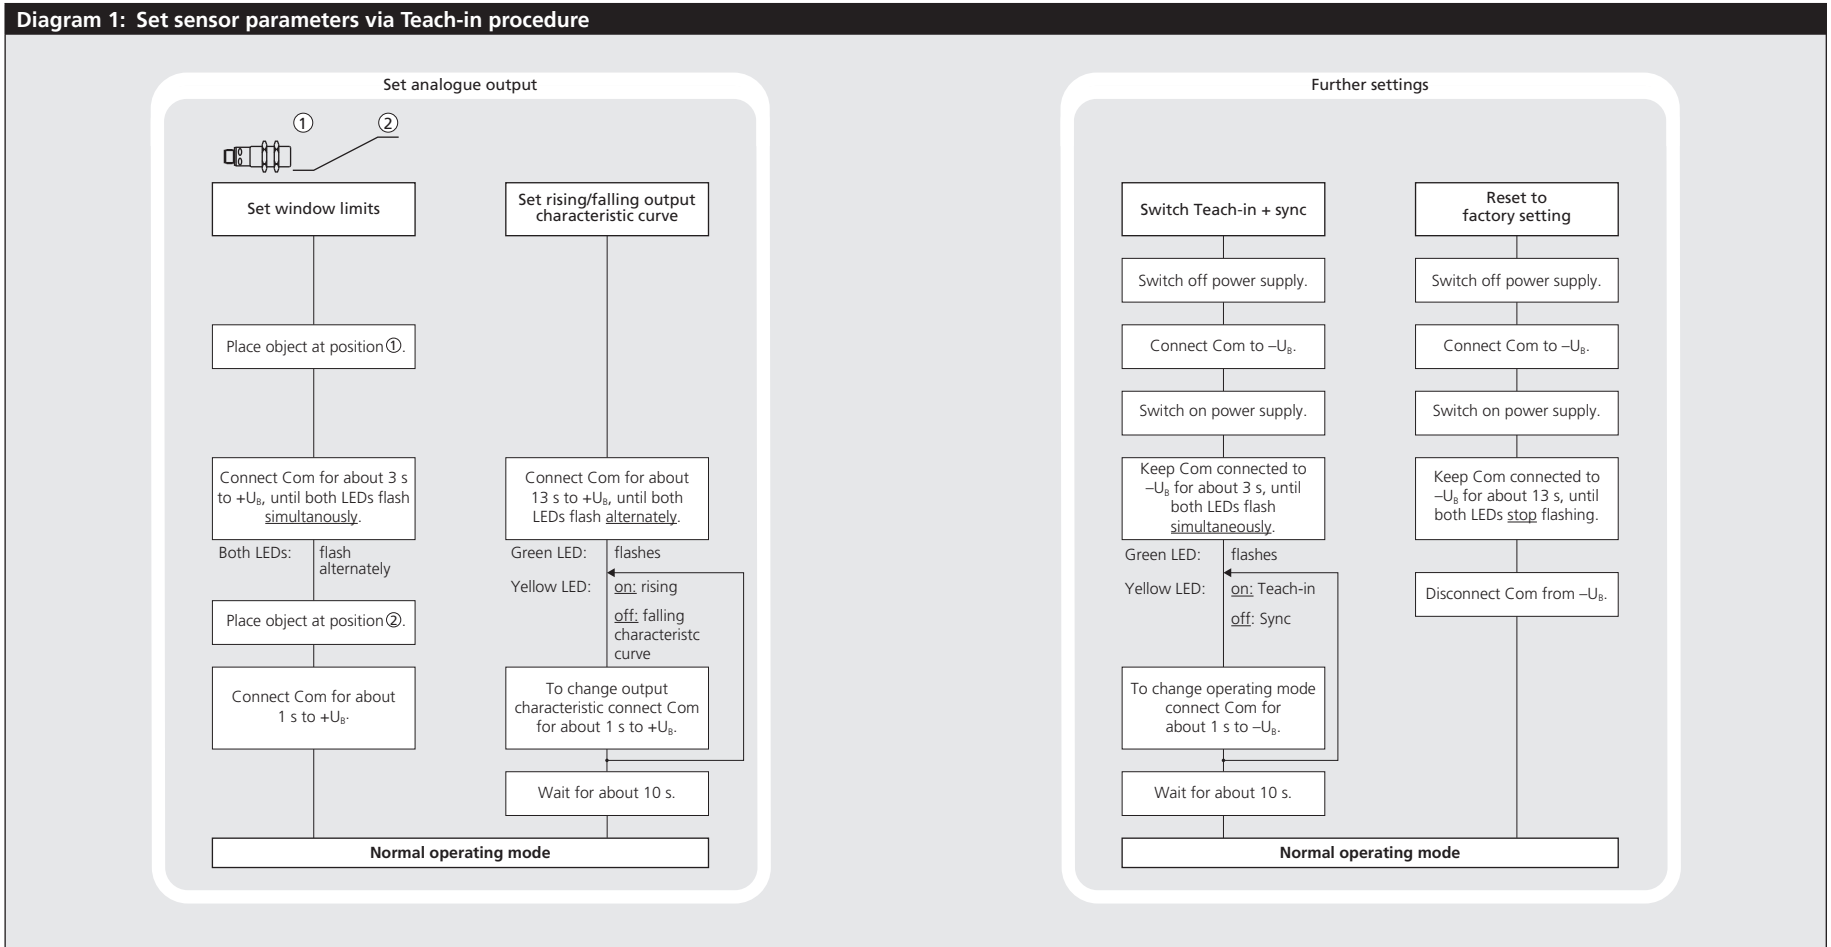 Diagram 1: Set sensor parameters via Teach-in procedure
Set analogue output
① ②
Set window limits
Place object at position ①.
Connect Com for about 3 s
to +U_B, until both LEDs flash
simultanously.
Both LEDs: flash
alternately
Place object at position ②.
Connect Com for about
1 s to +U_B.
Set rising/falling output
characteristic curve
Connect Com for about
13 s to +U_B, until both
LEDs flash alternately.
Green LED: flashes
Yellow LED: on: rising
off: falling
characteristc
curve
To change output
characteristic connect Com
for about 1 s to +U_B.
Wait for about 10 s.
Normal operating mode
Further settings
Switch Teach-in + sync
Switch off power supply.
Connect Com to –U_B.
Switch on power supply.
Keep Com connected to
–U_B for about 3 s, until
both LEDs flash
simultaneously.
Green LED: flashes
Yellow LED: on: Teach-in
off: Sync
To change operating mode
connect Com for
about 1 s to –U_B.
Wait for about 10 s.
Reset to
factory setting
Switch off power supply.
Connect Com to –U_B.
Switch on power supply.
Keep Com connected to
–U_B for about 13 s, until
both LEDs stop flashing.
Disconnect Com from –U_B.
Normal operating mode